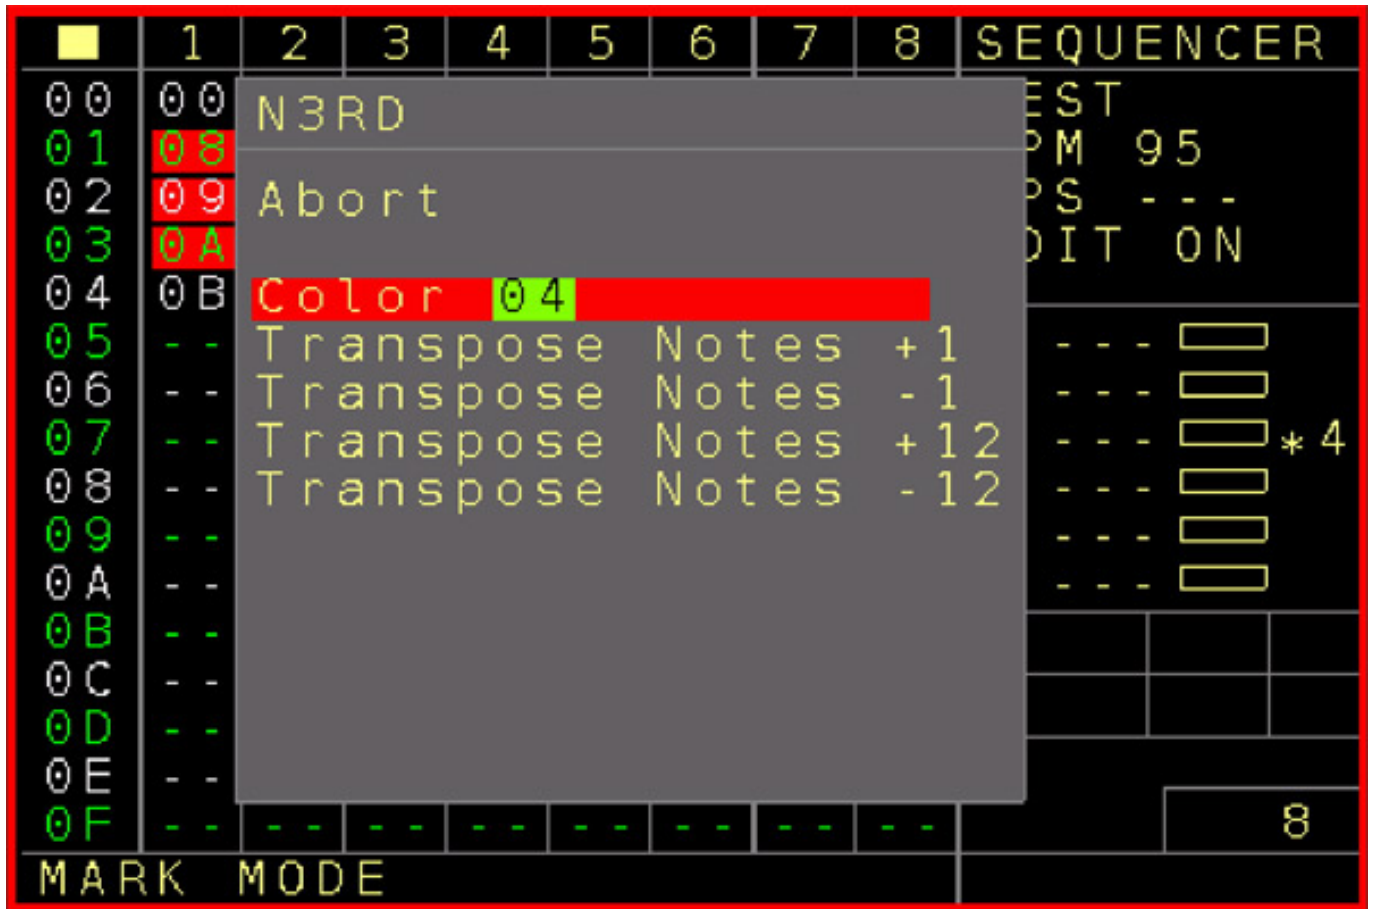 1 2 3 4 5 6 7 8 SEQUENCER
00 00 N3RD EST
01 08 PM 95
02 09 Abort PS ---
03 0A DIT ON
04 0B Color 04
05 -- Transpose Notes +1 ---
06 -- Transpose Notes -1 ---
07 -- Transpose Notes +12 --- *4
08 -- Transpose Notes -12 ---
09 -- ---
0A -- ---
0B --
0C --
0D --
0E --
0F -- -- -- -- -- -- -- -- 8
MARK MODE